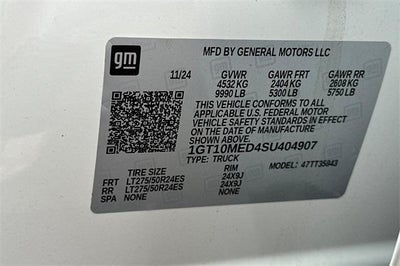 gm
MFD BY GENERAL MOTORS LLC
11/24 GVWR GAWR FRT GAWR RR
4532 KG 2404 KG 2608 KG
9990 LB 5300 LB 5750 LB
THIS VEHICLE CONFORMS TO ALL
APPLICABLE U.S. FEDERAL MOTOR
VEHICLE SAFETY STANDARDS IN
EFFECT ON THE DATE OF MANUFACTURE
SHOWN ABOVE.
1GT10MED4SU404907
TYPE: TRUCK MODEL: 47TT35843
TIRE SIZE RIM
FRT LT275/50R24ES 24X9J
RR LT275/50R24ES 24X9J
SPA NONE NONE